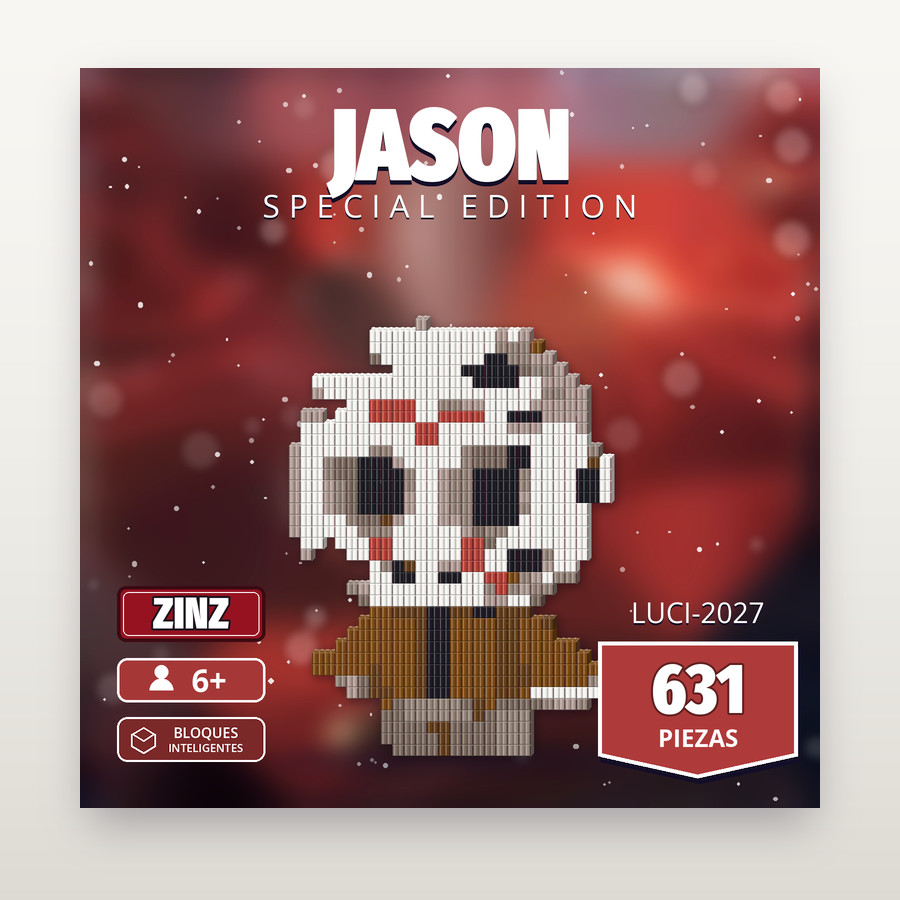 JASON
SPECIAL EDITION
LUCI-2027
ZINZ
631
PIEZAS
6+
BLOQUES
INTELIGENTES